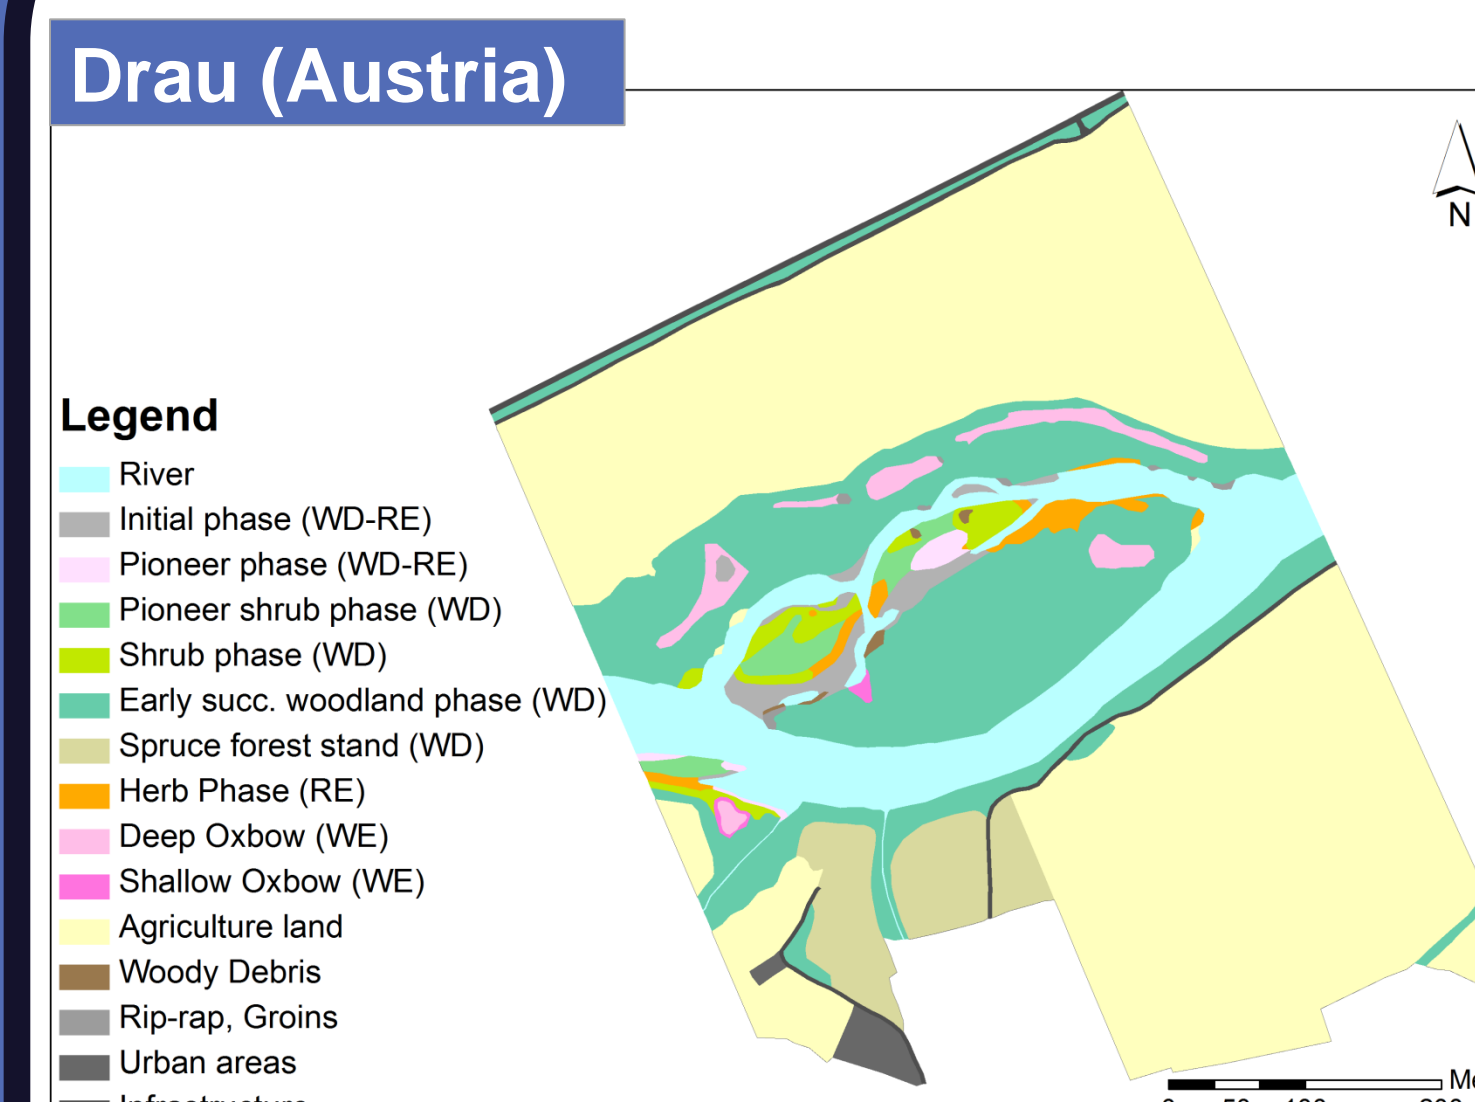 Drau (Austria)
N
Legend
River
Initial phase (WD-RE)
Pioneer phase (WD-RE)
Pioneer shrub phase (WD)
Shrub phase (WD)
Early succ. woodland phase (WD)
Spruce forest stand (WD)
Herb Phase (RE)
Deep Oxbow (WE)
Shallow Oxbow (WE)
Agriculture land
Woody Debris
Rip-rap, Groins
Urban areas